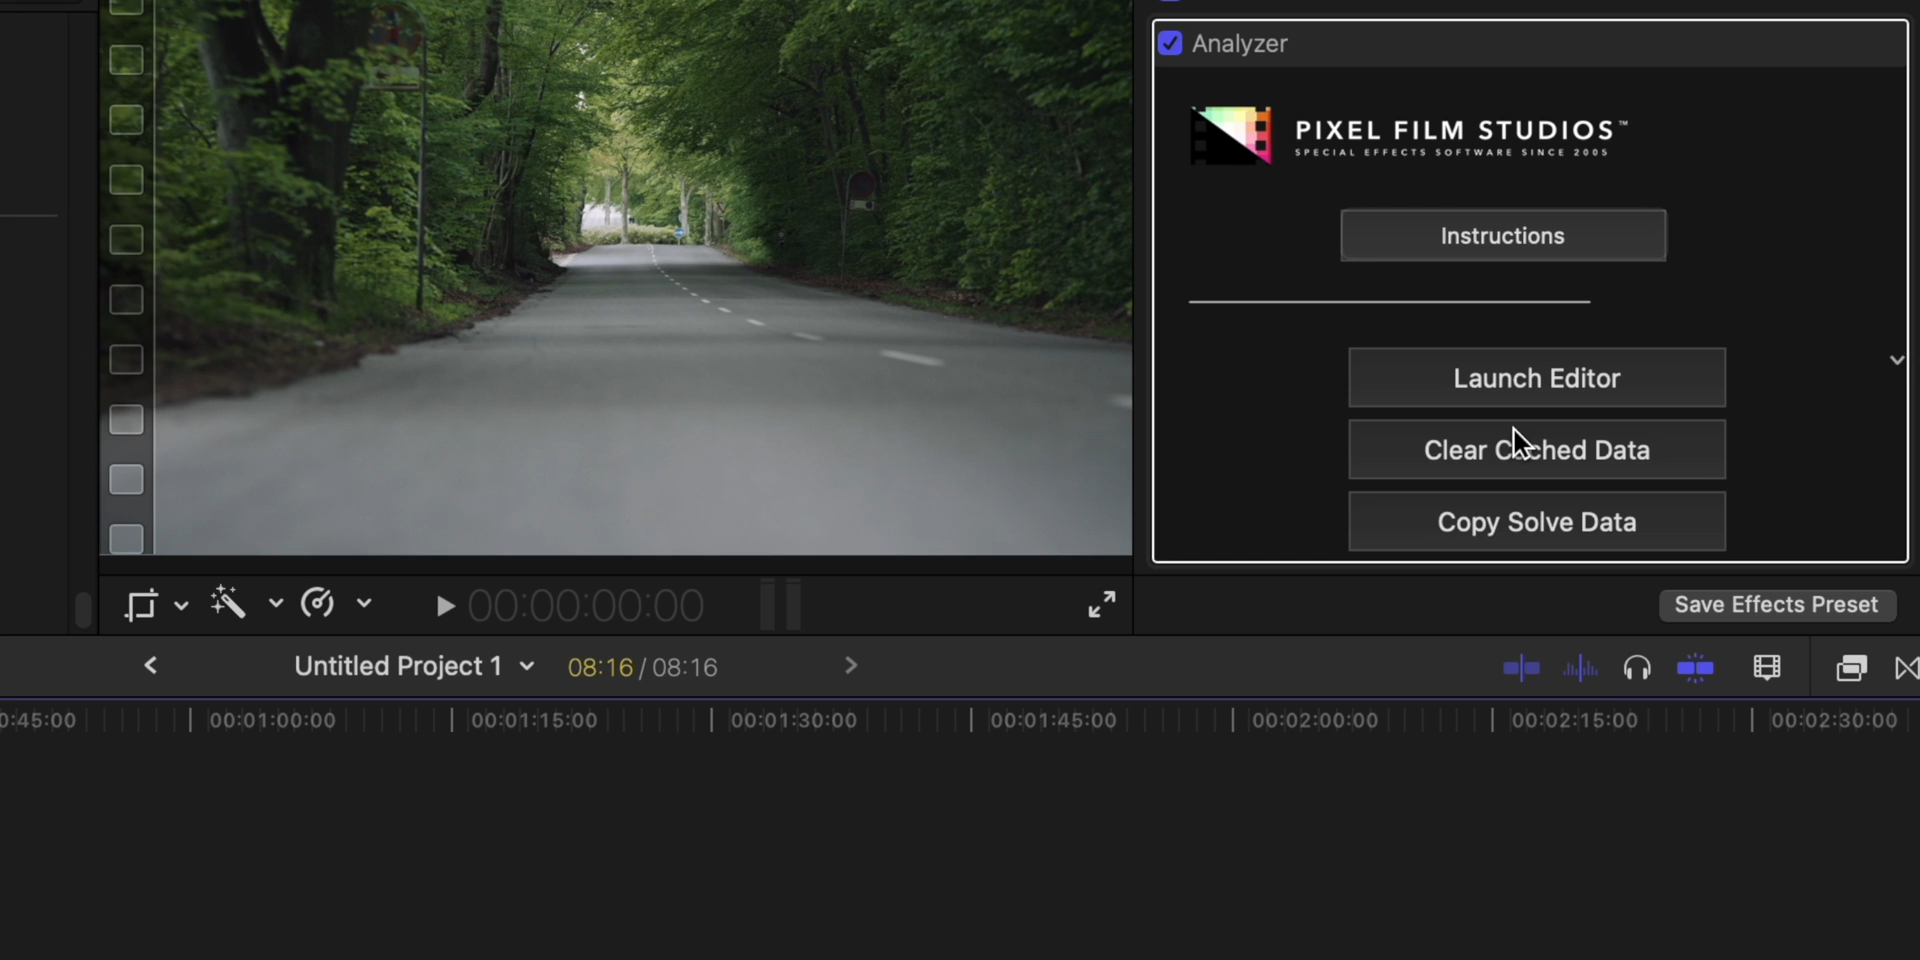 Analyzer
PIXEL FILM STUDIOS™
SPECIAL EFFECTS SOFTWARE SINCE 2005
Instructions
Launch Editor
Clear Cached Data
Copy Solve Data
00:00:00:00
Save Effects Preset
Untitled Project 1
08:16 / 08:16
0:45:00
00:01:00:00
00:01:15:00
00:01:30:00
00:01:45:00
00:02:00:00
00:02:15:00
00:02:30:00